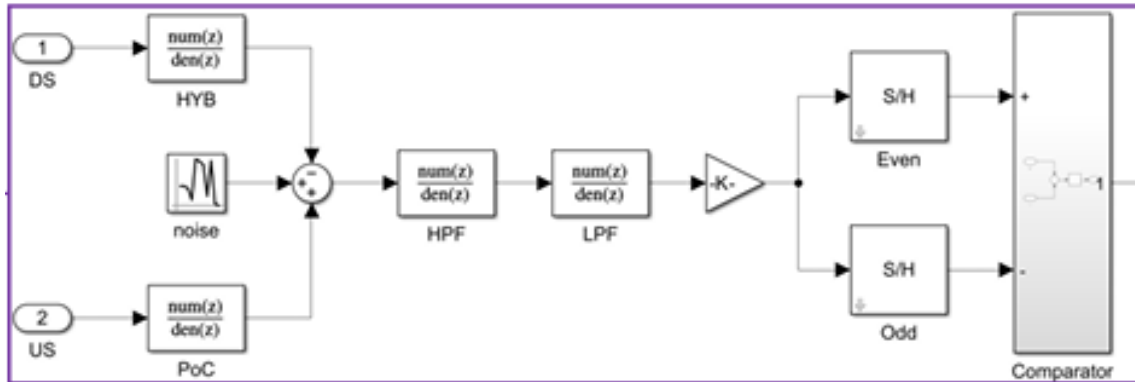 1
DS
num(z)
den(z)
HYB
noise
-
+
+
num(z)
den(z)
HPF
num(z)
den(z)
LPF
-K-
S/H
Even
S/H
Odd
+
-
1
Comparator
2
US
num(z)
den(z)
PoC